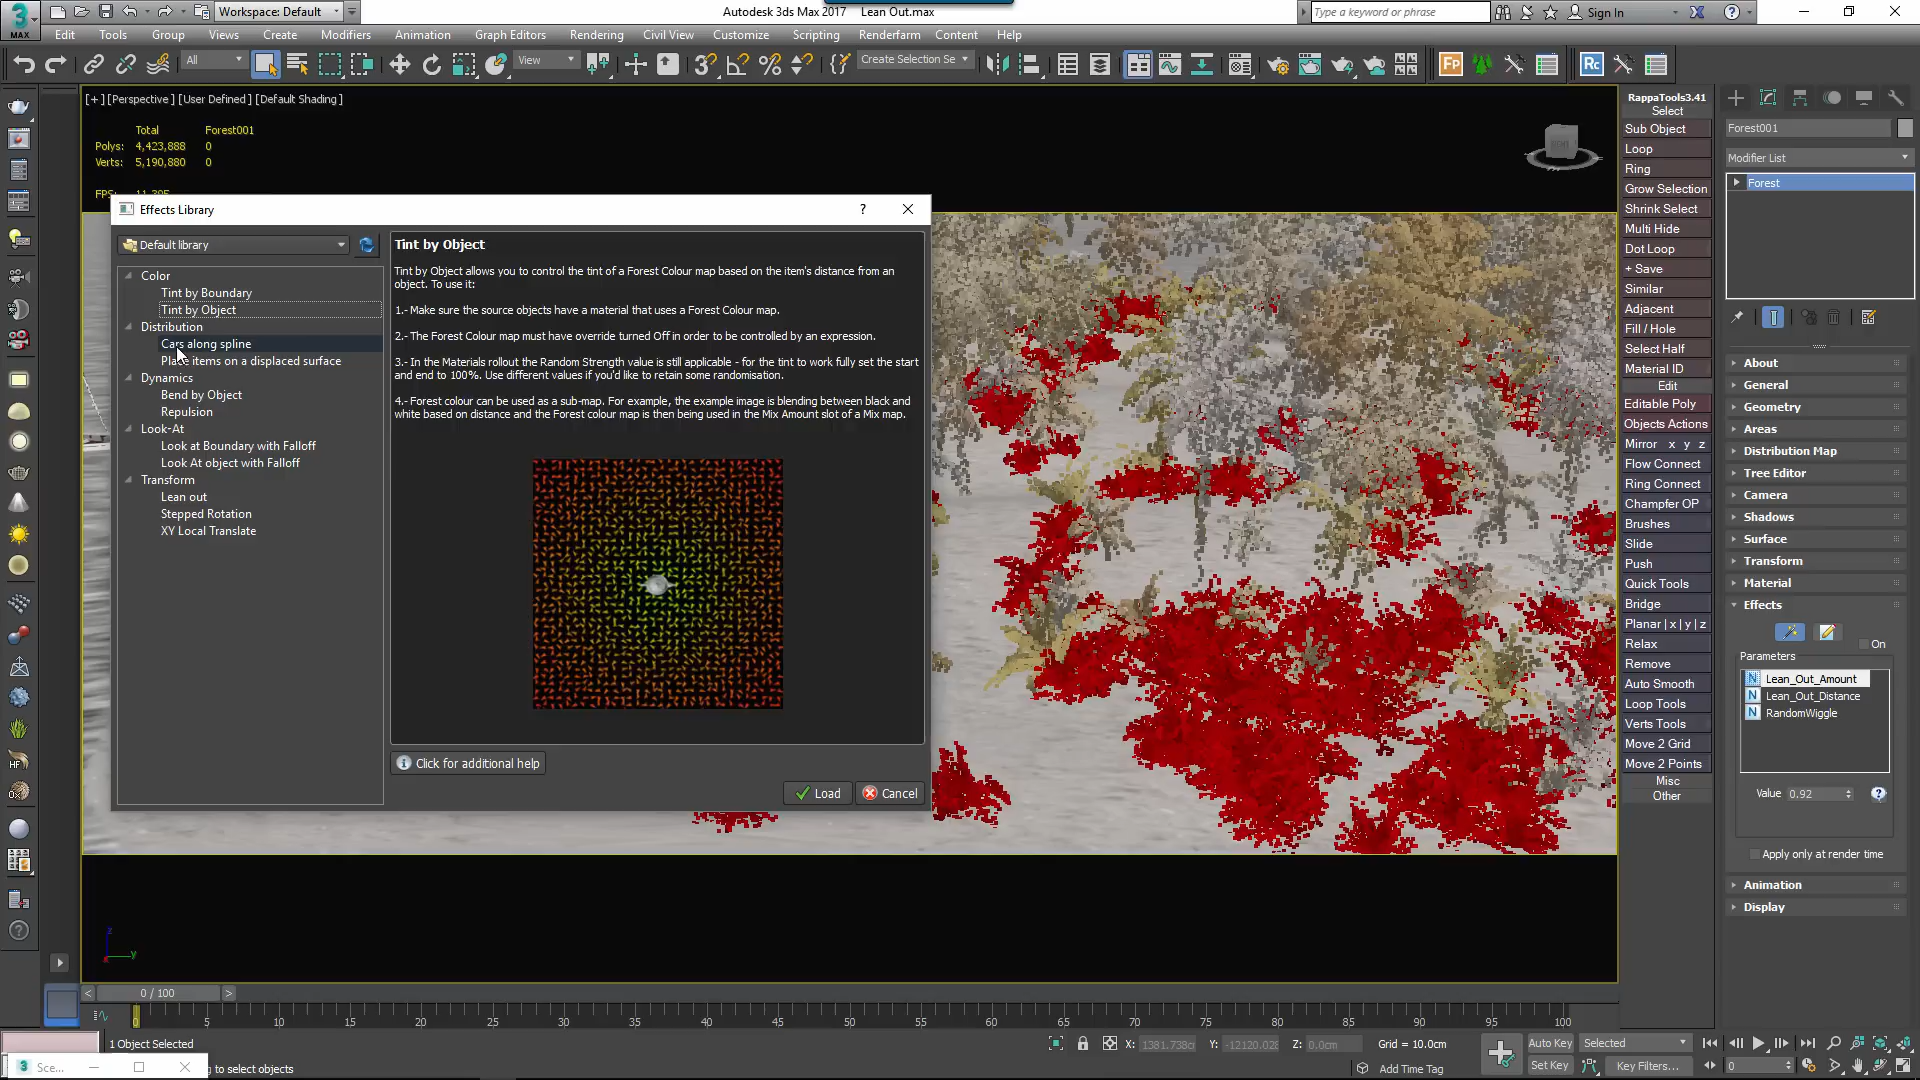 Workspace: Default
Autodesk 3ds Max 2017    Lean Out.max
Type a keyword or phrase
Sign In
MAX
Edit Tools Group Views Create Modifiers Animation Graph Editors Rendering Civil View Customize Scripting Renderfarm Content Help
All
View
Create Selection Se
Fp
Rc
[+] [Perspective] [User Defined] [Default Shading]
Total Forest001
Polys: 4,423,888 0
Verts: 5,190,880 0
FPS:
Effects Library
Default library
Color
Tint by Boundary
Tint by Object
Distribution
Cars along spline
Place items on a displaced surface
Dynamics
Bend by Object
Repulsion
Look-At
Look at Boundary with Falloff
Look At object with Falloff
Transform
Lean out
Stepped Rotation
XY Local Translate
Tint by Object
Tint by Object allows you to control the tint of a Forest Colour map based on the item's distance from an
object. To use it:
1.- Make sure the source objects have a material that uses a Forest Colour map.
2.- The Forest Colour map must have override turned Off in order to be controlled by an expression.
3.- In the Materials rollout the Random Strength value is still applicable - for the tint to work fully set the start
and end to 100%. Use different values if you'd like to retain some randomisation.
4.- Forest colour can be used as a sub-map. For example, the example image is blending between black and
white based on distance and the Forest colour map is then being used in the Mix Amount slot of a Mix map.
Click for additional help
Load
Cancel
RappaTools3.41
Select
Sub Object
Loop
Ring
Grow Selection
Shrink Select
Multi Hide
Dot Loop
+ Save
Similar
Adjacent
Fill / Hole
Select Half
Material ID
Edit
Editable Poly
Objects Actions
Mirror x y z
Flow Connect
Ring Connect
Champfer OP
Brushes
Slide
Push
Quick Tools
Bridge
Planar | x | y | z
Relax
Remove
Auto Smooth
Loop Tools
Verts Tools
Move 2 Grid
Move 2 Points
Misc
Other
Forest001
Modifier List
Forest
About
General
Geometry
Areas
Distribution Map
Tree Editor
Camera
Shadows
Surface
Transform
Material
Effects
On
Parameters
Lean_Out_Amount
Lean_Out_Distance
RandomWiggle
Value 0.92
Apply only at render time
Animation
Display
HF
z
y
0 / 100
0 5 10 15 20 25 30 35 40 45 50 55 60 65 70 75 80 85 90 95 100
1 Object Selected
X: Y: Z: 0.0cm
Grid = 10.0cm
Auto Key
Selected
Sce...
to select objects
Add Time Tag
Set Key
Key Filters...
0